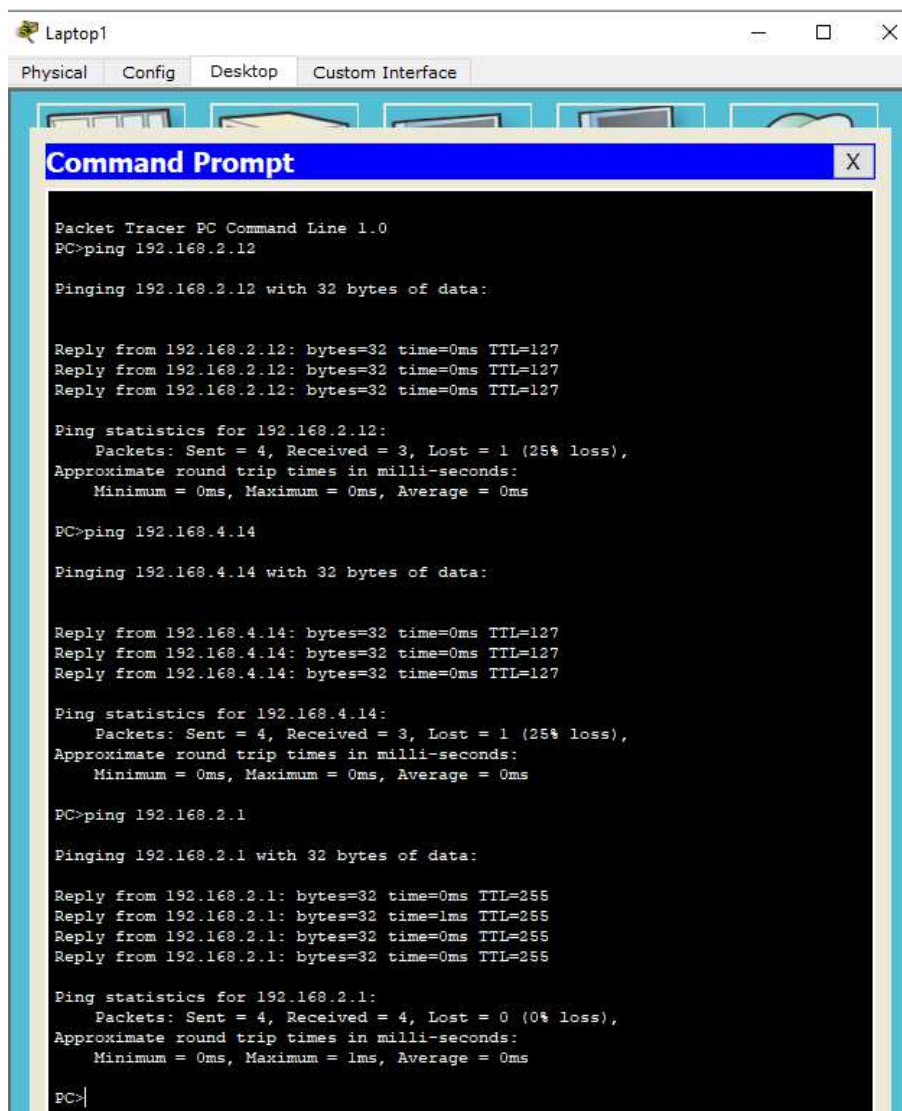 Laptop1
Physical Config Desktop Custom Interface
Command Prompt X
Packet Tracer PC Command Line 1.0
PC>ping 192.168.2.12
Pinging 192.168.2.12 with 32 bytes of data:
Reply from 192.168.2.12: bytes=32 time=0ms TTL=127
Reply from 192.168.2.12: bytes=32 time=0ms TTL=127
Reply from 192.168.2.12: bytes=32 time=0ms TTL=127
Ping statistics for 192.168.2.12:
Packets: Sent = 4, Received = 3, Lost = 1 (25% loss),
Approximate round trip times in milli-seconds:
Minimum = 0ms, Maximum = 0ms, Average = 0ms
PC>ping 192.168.4.14
Pinging 192.168.4.14 with 32 bytes of data:
Reply from 192.168.4.14: bytes=32 time=0ms TTL=127
Reply from 192.168.4.14: bytes=32 time=0ms TTL=127
Reply from 192.168.4.14: bytes=32 time=0ms TTL=127
Ping statistics for 192.168.4.14:
Packets: Sent = 4, Received = 3, Lost = 1 (25% loss),
Approximate round trip times in milli-seconds:
Minimum = 0ms, Maximum = 0ms, Average = 0ms
PC>ping 192.168.2.1
Pinging 192.168.2.1 with 32 bytes of data:
Reply from 192.168.2.1: bytes=32 time=0ms TTL=255
Reply from 192.168.2.1: bytes=32 time=1ms TTL=255
Reply from 192.168.2.1: bytes=32 time=0ms TTL=255
Reply from 192.168.2.1: bytes=32 time=0ms TTL=255
Ping statistics for 192.168.2.1:
Packets: Sent = 4, Received = 4, Lost = 0 (0% loss),
Approximate round trip times in milli-seconds:
Minimum = 0ms, Maximum = 1ms, Average = 0ms
PC>